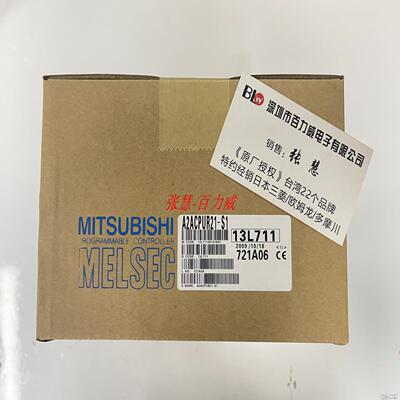 BLW 深圳市百力威电子有限公司
销售：张慧
《原厂授权》台湾22个品牌
特约经销日本三菱/欧姆龙/多摩川
张慧-百力威
MITSUBISHI
PROGRAMMABLE CONTROLLER
MELSEC
A2ACPUR21-S1
13L711
2009/10/18
721A06 CE